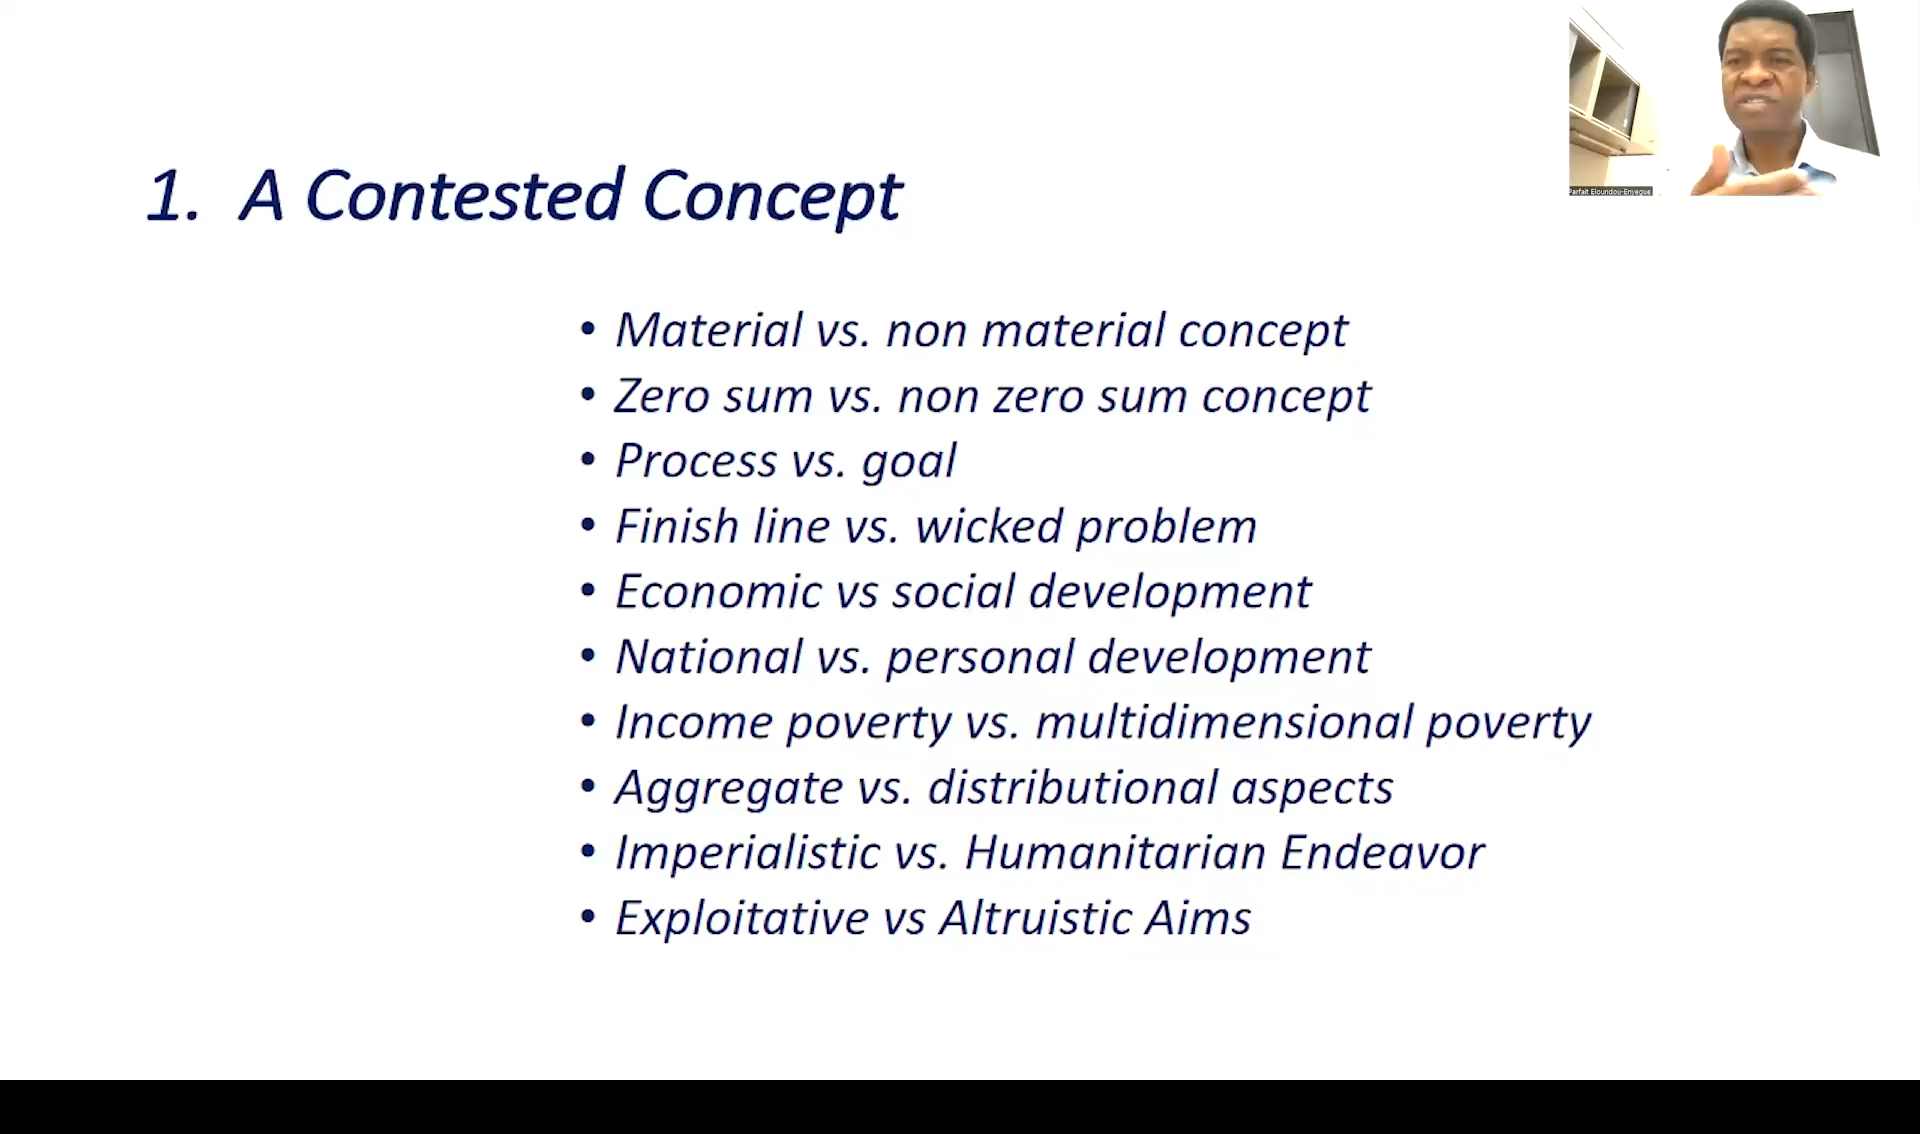 Parfait Eloundou-Enyegue
1. A Contested Concept
• Material vs. non material concept
• Zero sum vs. non zero sum concept
• Process vs. goal
• Finish line vs. wicked problem
• Economic vs social development
• National vs. personal development
• Income poverty vs. multidimensional poverty
• Aggregate vs. distributional aspects
• Imperialistic vs. Humanitarian Endeavor
• Exploitative vs Altruistic Aims